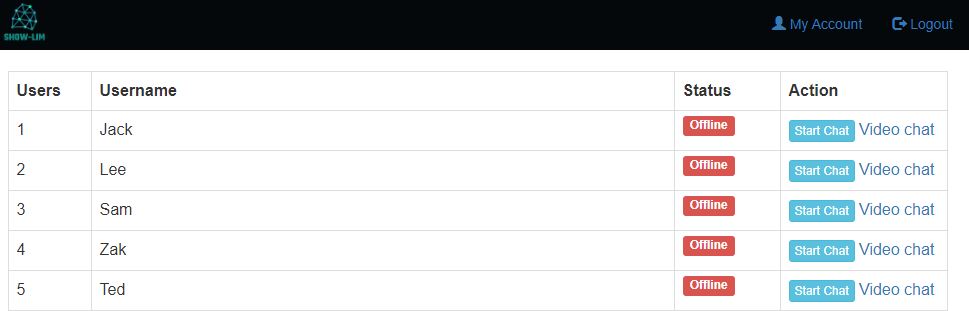 SHOW-LIM My Account Logout
Users Username Status Action
1 Jack Offline Start Chat Video chat
2 Lee Offline Start Chat Video chat
3 Sam Offline Start Chat Video chat
4 Zak Offline Start Chat Video chat
5 Ted Offline Start Chat Video chat